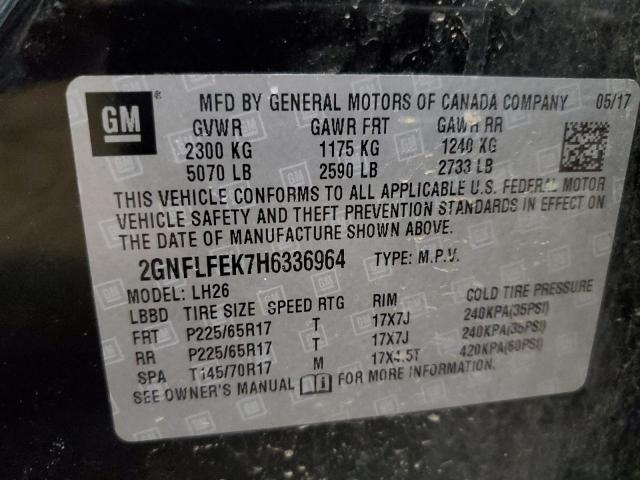 GM ® MFD BY GENERAL MOTORS OF CANADA COMPANY 05/17
GVWR GAWR FRT GAWR RR
2300 KG 1175 KG 1240 KG
5070 LB 2590 LB 2733 LB
THIS VEHICLE CONFORMS TO ALL APPLICABLE U.S. FEDERAL MOTOR
VEHICLE SAFETY AND THEFT PREVENTION STANDARDS IN EFFECT ON
THE DATE OF MANUFACTURE SHOWN ABOVE.
2GNFLFEK7H6336964 TYPE: M.P.V.
MODEL: LH26
LBBD TIRE SIZE SPEED RTG RIM COLD TIRE PRESSURE
FRT P225/65R17 T 17X7J 240KPA(35PSI)
RR P225/65R17 T 17X7J 240KPA(35PSI)
SPA T145/70R17 M 17X4.5T 420KPA(60PSI)
SEE OWNER'S MANUAL FOR MORE INFORMATION.